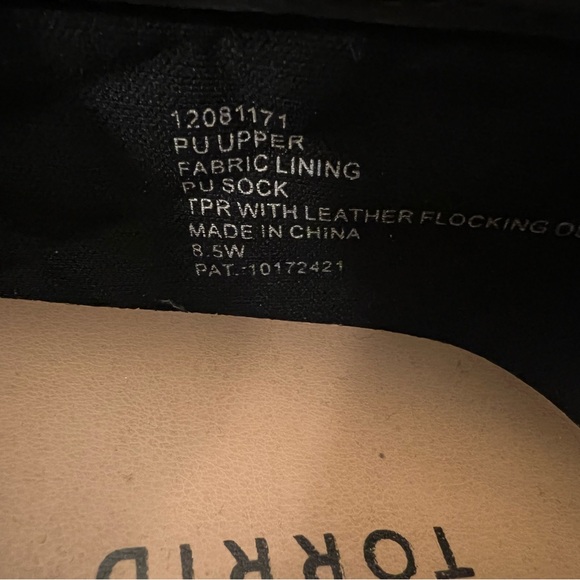 12081171
PU UPPER
FABRIC LINING
PU SOCK
TPR WITH LEATHER FLOCKING
MADE IN CHINA
8.5W
PAT.:10172421
TORRID